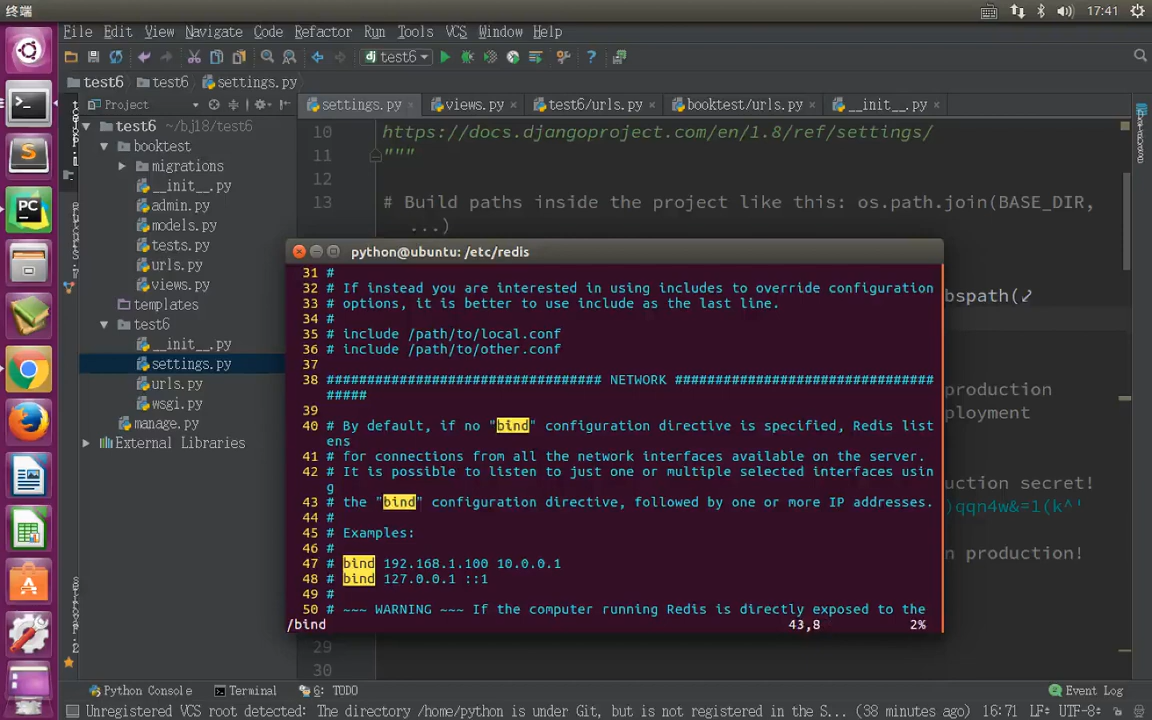 终端
17:41
File Edit View Navigate Code Refactor Run Tools VCS Window Help
test6
test6 test6 settings.py
Project
settings.py views.py test6/urls.py booktest/urls.py __init__.py
test6 ~/bj18/test6
booktest
migrations
__init__.py
admin.py
models.py
tests.py
urls.py
views.py
templates
test6
__init__.py
settings.py
urls.py
wsgi.py
manage.py
External Libraries
10 https://docs.djangoproject.com/en/1.8/ref/settings/
11 """
12
13 # Build paths inside the project like this: os.path.join(BASE_DIR,
...)
bspath(
production
ployment
uction secret!
)qqn4w&=1(k^'
n production!
29
30
python@ubuntu: /etc/redis
31 #
32 # If instead you are interested in using includes to override configuration
33 # options, it is better to use include as the last line.
34 #
35 # include /path/to/local.conf
36 # include /path/to/other.conf
37
38 ################################## NETWORK ################################
#####
39
40 # By default, if no "bind" configuration directive is specified, Redis list
ens
41 # for connections from all the network interfaces available on the server.
42 # It is possible to listen to just one or multiple selected interfaces usin
g
43 # the "bind" configuration directive, followed by one or more IP addresses.
44 #
45 # Examples:
46 #
47 # bind 192.168.1.100 10.0.0.1
48 # bind 127.0.0.1 ::1
49 #
50 # ~~~ WARNING ~~~ If the computer running Redis is directly exposed to the
/bind 43,8 2%
Python Console Terminal 6: TODO Event Log
Unregistered VCS root detected: The directory /home/python is under Git, but is not registered in the S... (38 minutes ago) 16:71 LF÷ UTF-8÷